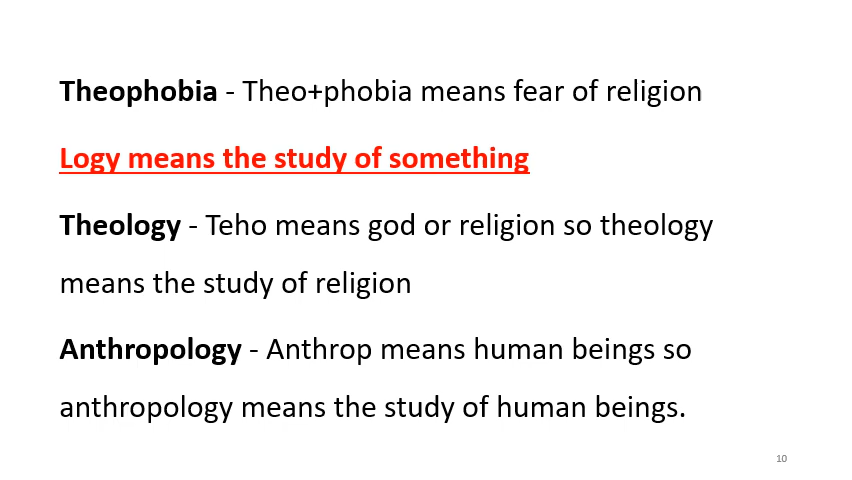 Theophobia - Theo+phobia means fear of religion
Logy means the study of something
Theology - Teho means god or religion so theology
means the study of religion
Anthropology - Anthrop means human beings so
anthropology means the study of human beings.
10